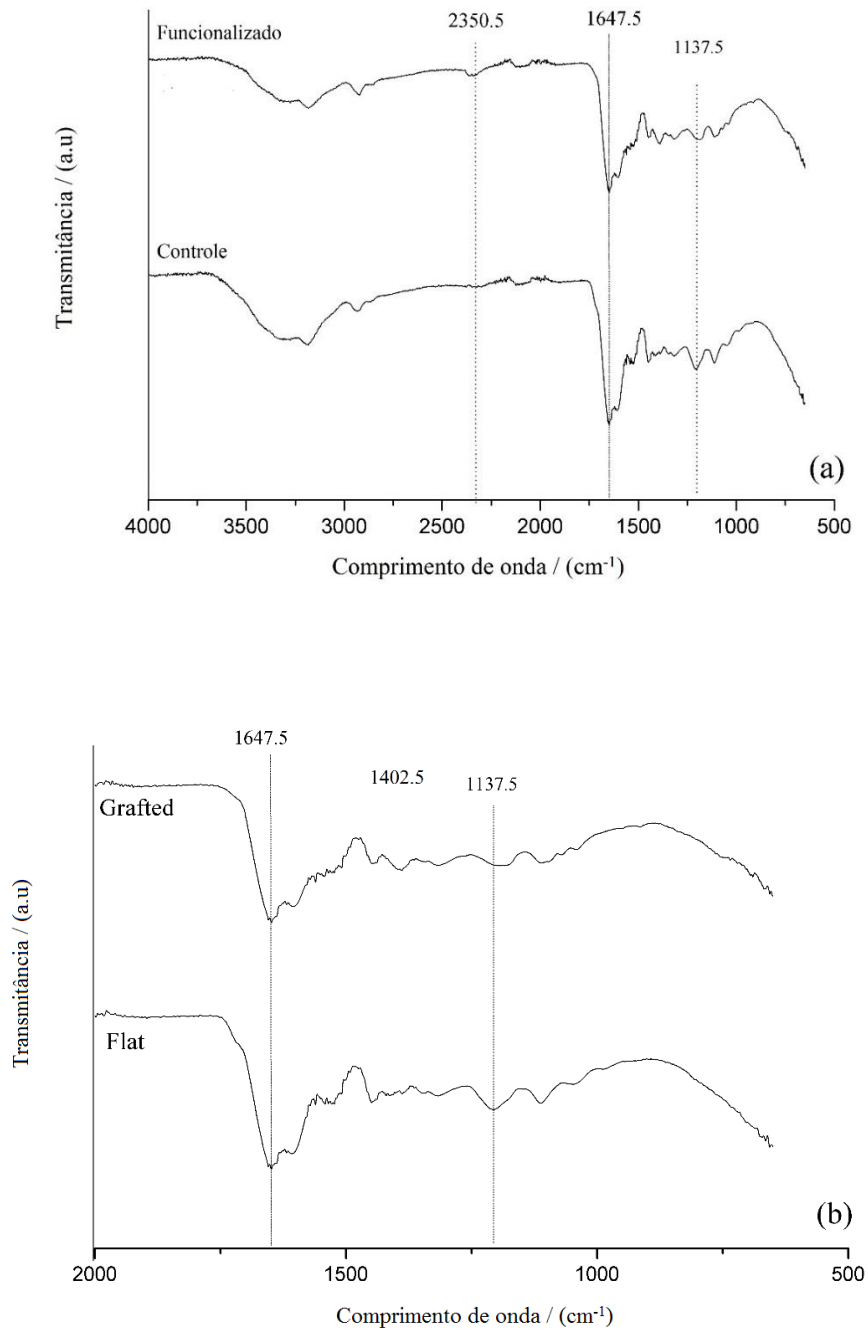 2350.5 1647.5 1137.5
Funcionalizado
Controle
Transmitância / (a.u)
(a)
4000 3500 3000 2500 2000 1500 1000 500
Comprimento de onda / (cm⁻¹)
1647.5 1402.5 1137.5
Grafted
Flat
Transmitância / (a.u)
(b)
2000 1500 1000 500
Comprimento de onda / (cm⁻¹)